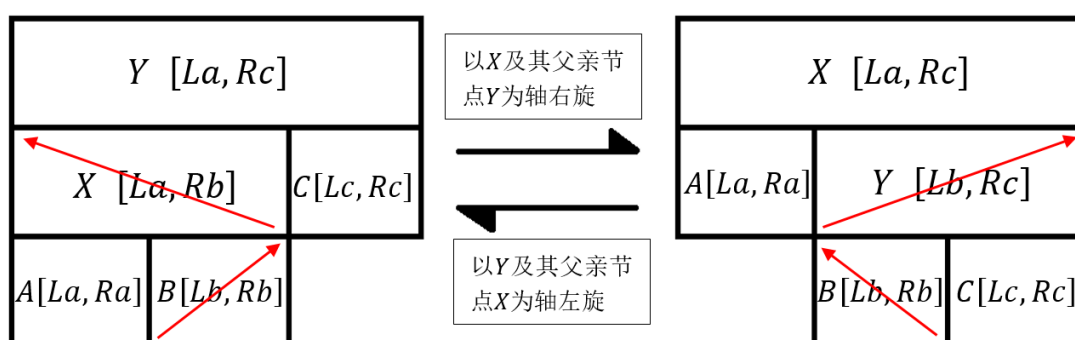 Y [La, Rc]
X [La, Rb]
C[Lc, Rc]
A[La, Ra]
B[Lb, Rb]
以X及其父亲节
点Y为轴右旋
以Y及其父亲节
点X为轴左旋
X [La, Rc]
A[La, Ra]
Y [Lb, Rc]
B[Lb, Rb]
C[Lc, Rc]